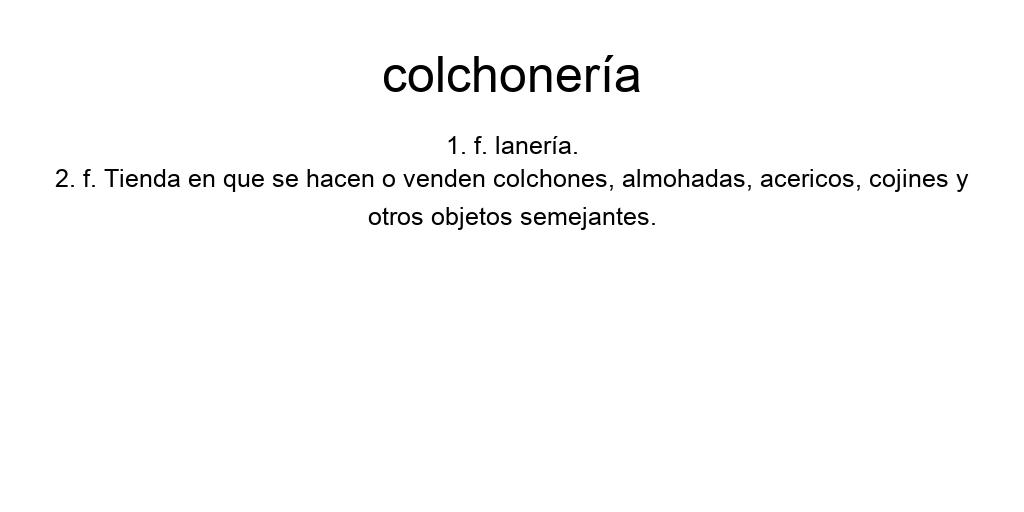 colchonería
1. f. lanería.
2. f. Tienda en que se hacen o venden colchones, almohadas, acericos, cojines y
otros objetos semejantes.